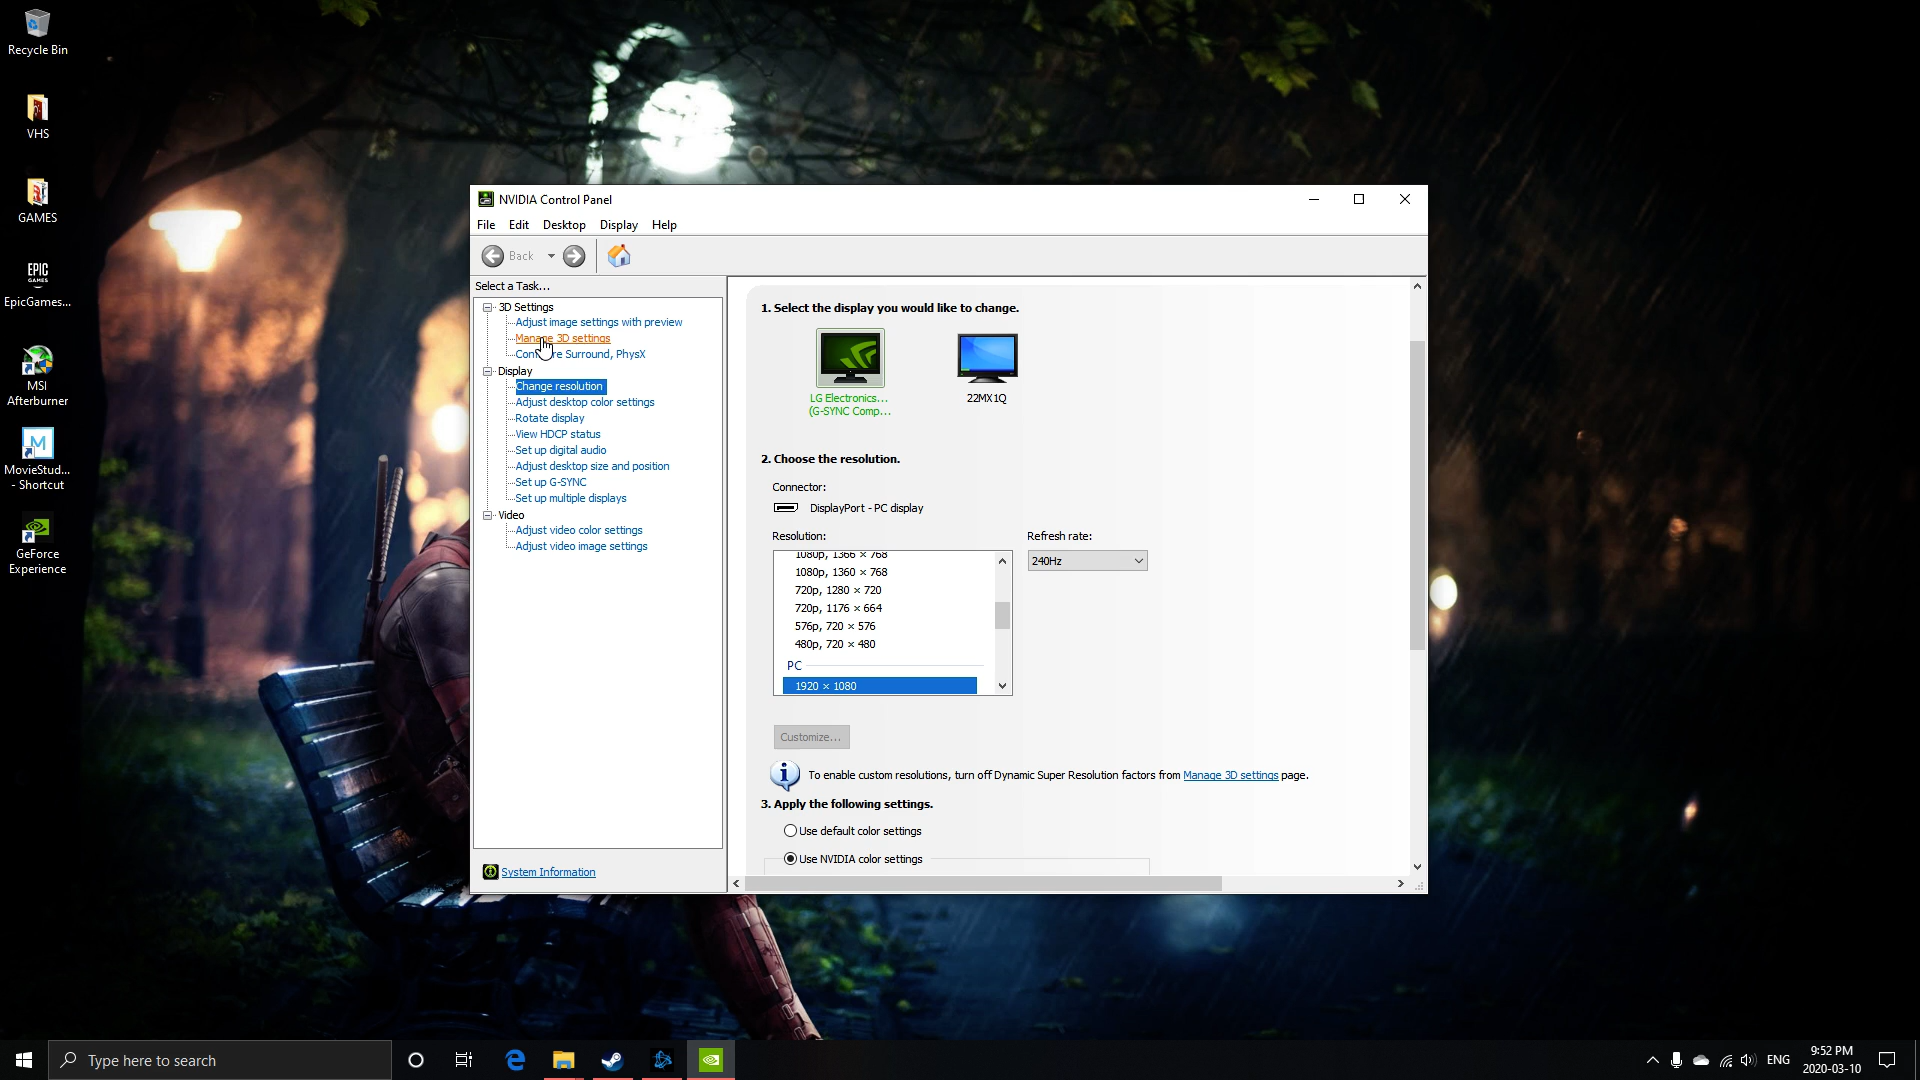 Recycle Bin
VHS
GAMES
EPIC
GAMES
EpicGames...
MSI
Afterburner
MovieStud...
- Shortcut
GeForce
Experience
NVIDIA Control Panel
File Edit Desktop Display Help
Back
Select a Task...
3D Settings
Adjust image settings with preview
Manage 3D settings
Configure Surround, PhysX
Display
Change resolution
Adjust desktop color settings
Rotate display
View HDCP status
Set up digital audio
Adjust desktop size and position
Set up G-SYNC
Set up multiple displays
Video
Adjust video color settings
Adjust video image settings
System Information
1. Select the display you would like to change.
LG Electronics...
(G-SYNC Comp...
22MX1Q
2. Choose the resolution.
Connector:
DisplayPort - PC display
Resolution:
1080p, 1366 × 768
1080p, 1360 × 768
720p, 1280 × 720
720p, 1176 × 664
576p, 720 × 576
480p, 720 × 480
PC
1920 × 1080
Refresh rate:
240Hz
Customize...
To enable custom resolutions, turn off Dynamic Super Resolution factors from Manage 3D settings page.
3. Apply the following settings.
Use default color settings
Use NVIDIA color settings
Type here to search
ENG
9:52 PM
2020-03-10